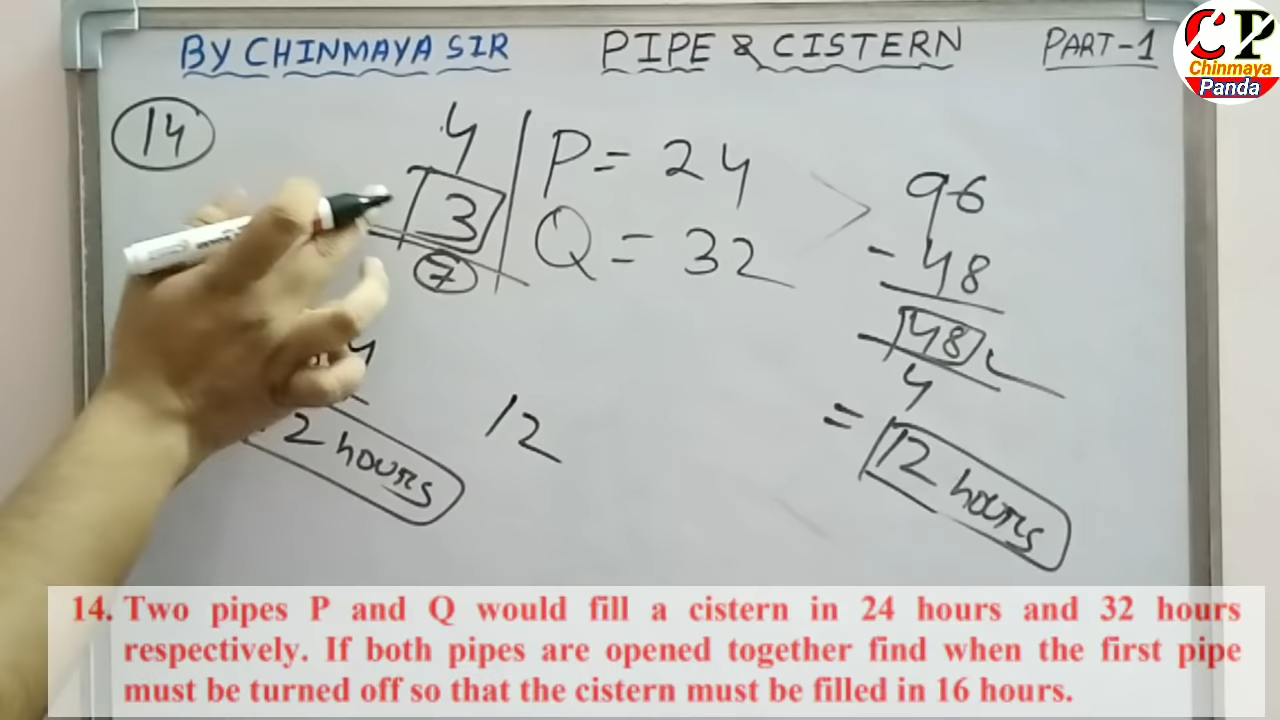 BY CHINMAYA SIR PIPE & CISTERN PART-1
CP
Chinmaya
Panda
14
4
3
7
P = 24
Q = 32
96
- 48
48
4
= 12 hours
4
2 hours
12
14. Two pipes P and Q would fill a cistern in 24 hours and 32 hours
respectively. If both pipes are opened together find when the first pipe
must be turned off so that the cistern must be filled in 16 hours.